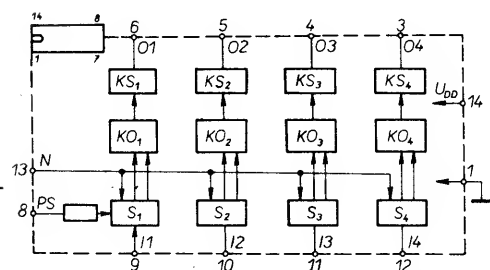 14 8
1 7
6 5 4 3
O1 O2 O3 O4
KS1 KS2 KS3 KS4
UDD
14
KO1 KO2 KO3 KO4
13 N
1
8 PS
S1 S2 S3 S4
I1 I2 I3 I4
9 10 11 12